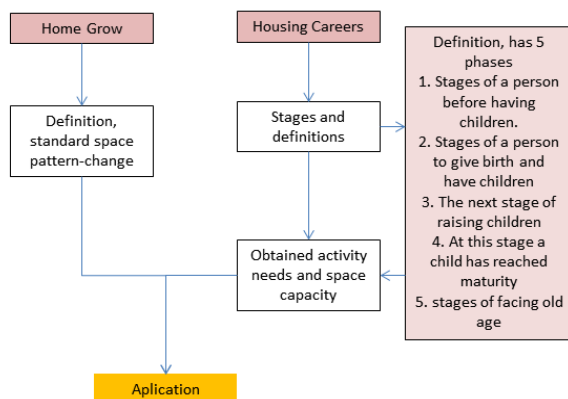 Home Grow
Housing Careers
Definition,
standard space
pattern-change
Stages and
definitions
Definition, has 5
phases
1. Stages of a person
before having
children.
2. Stages of a person
to give birth and
have children
3. The next stage of
raising children
4. At this stage a
child has reached
maturity
5. stages of facing old
age
Obtained activity
needs and space
capacity
Aplication